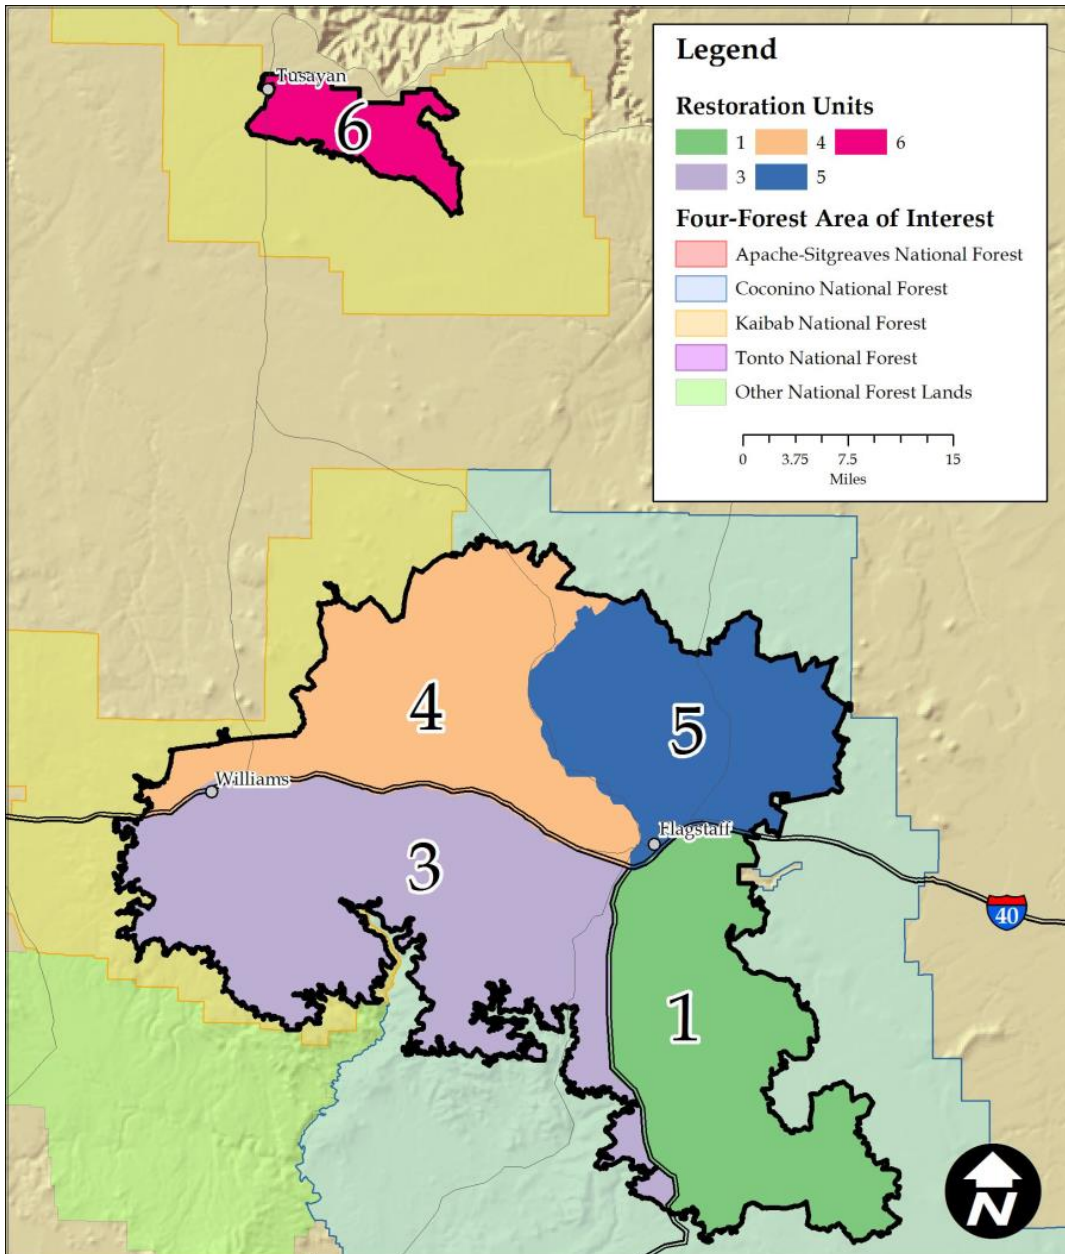 Legend
Restoration Units
1 4 6
3 5
Four-Forest Area of Interest
Apache-Sitgreaves National Forest
Coconino National Forest
Kaibab National Forest
Tonto National Forest
Other National Forest Lands
0 3.75 7.5 15
Miles
Tusayan
6
4
5
Williams
Flagstaff
3
40
1
N